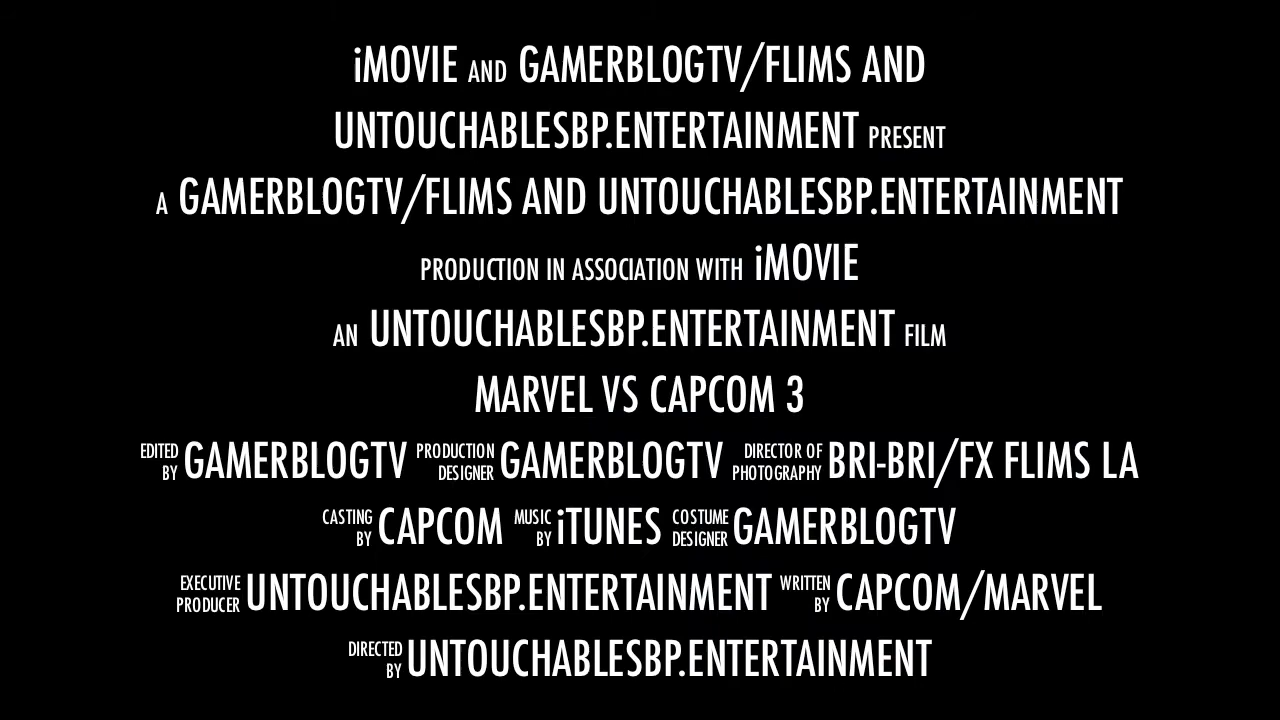 iMOVIE AND GAMERBLOGTV/FLIMS AND
UNTOUCHABLESBP.ENTERTAINMENT PRESENT
A GAMERBLOGTV/FLIMS AND UNTOUCHABLESBP.ENTERTAINMENT
PRODUCTION IN ASSOCIATION WITH iMOVIE
AN UNTOUCHABLESBP.ENTERTAINMENT FILM
MARVEL VS CAPCOM 3
EDITED BY GAMERBLOGTV PRODUCTION DESIGNER GAMERBLOGTV DIRECTOR OF PHOTOGRAPHY BRI-BRI/FX FLIMS LA
CASTING BY CAPCOM MUSIC BY iTUNES COSTUME DESIGNER GAMERBLOGTV
EXECUTIVE PRODUCER UNTOUCHABLESBP.ENTERTAINMENT WRITTEN BY CAPCOM/MARVEL
DIRECTED BY UNTOUCHABLESBP.ENTERTAINMENT